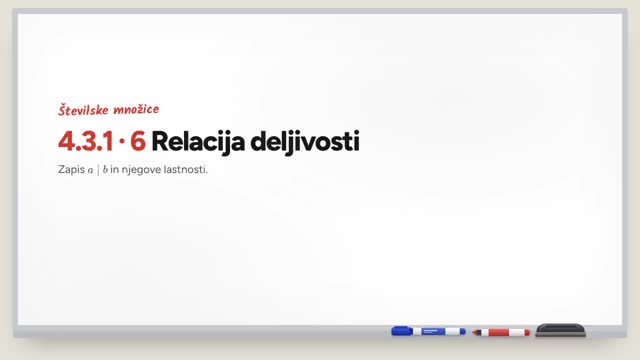 Številske množice
4.3.1 · 6 Relacija deljivosti
Zapis a | b in njegove lastnosti.